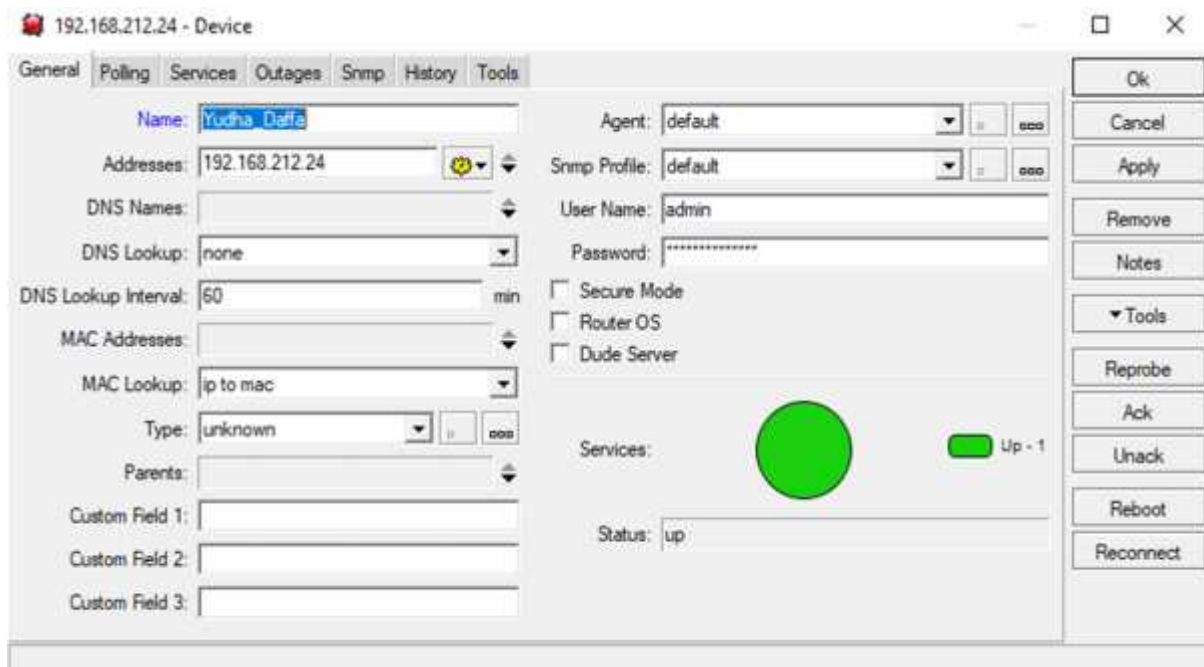 192.168.212.24 - Device
General Polling Services Outages Snmp History Tools
Name: Yudha_Daffa
Addresses: 192.168.212.24
DNS Names:
DNS Lookup: none
DNS Lookup Interval: 60 min
MAC Addresses:
MAC Lookup: ip to mac
Type: unknown
Parents:
Custom Field 1:
Custom Field 2:
Custom Field 3:
Agent: default
Snmp Profile: default
User Name: admin
Password: **************
Secure Mode
Router OS
Dude Server
Services:
Up - 1
Status: up
Ok
Cancel
Apply
Remove
Notes
Tools
Reprobe
Ack
Unack
Reboot
Reconnect